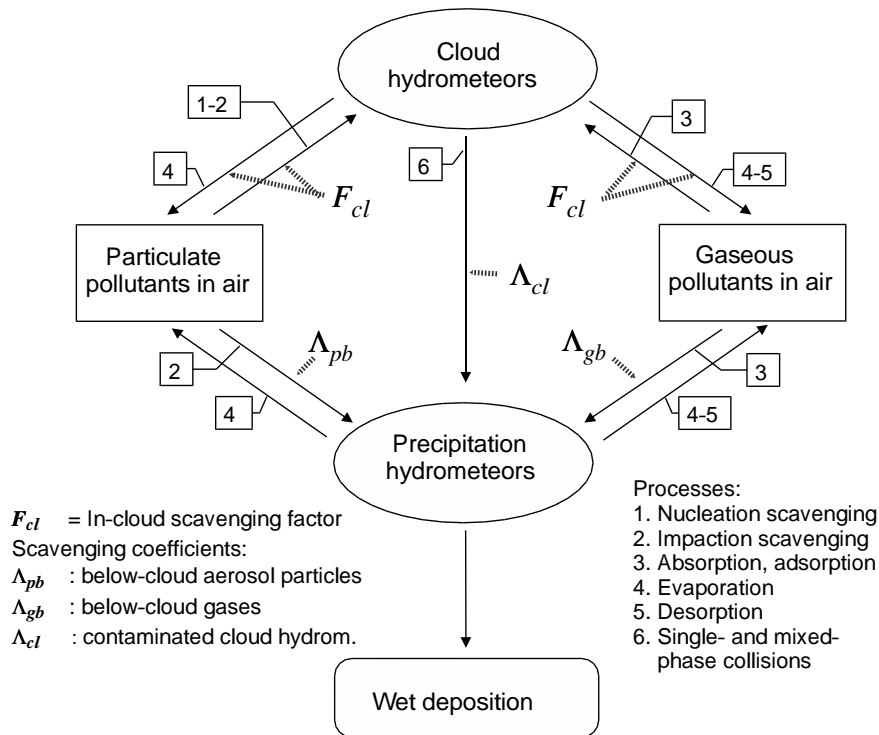 Cloud
hydrometeors
1-2
3
4
6
4-5
F_cl
F_cl
Particulate
pollutants in air
Gaseous
pollutants in air
Λ_cl
Λ_pb
Λ_gb
2
3
4
4-5
Precipitation
hydrometeors
F_cl = In-cloud scavenging factor
Scavenging coefficients:
Λ_pb : below-cloud aerosol particles
Λ_gb : below-cloud gases
Λ_cl : contaminated cloud hydrom.
Processes:
1. Nucleation scavenging
2. Impaction scavenging
3. Absorption, adsorption
4. Evaporation
5. Desorption
6. Single- and mixed-
phase collisions
Wet deposition